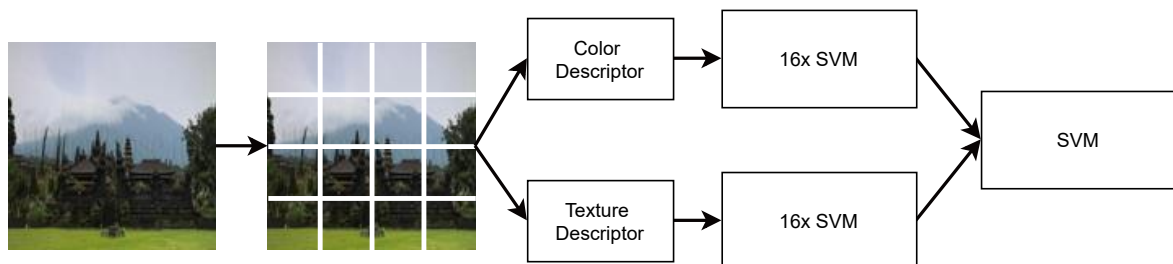 Color
Descriptor
16x SVM
SVM
Texture
Descriptor
16x SVM